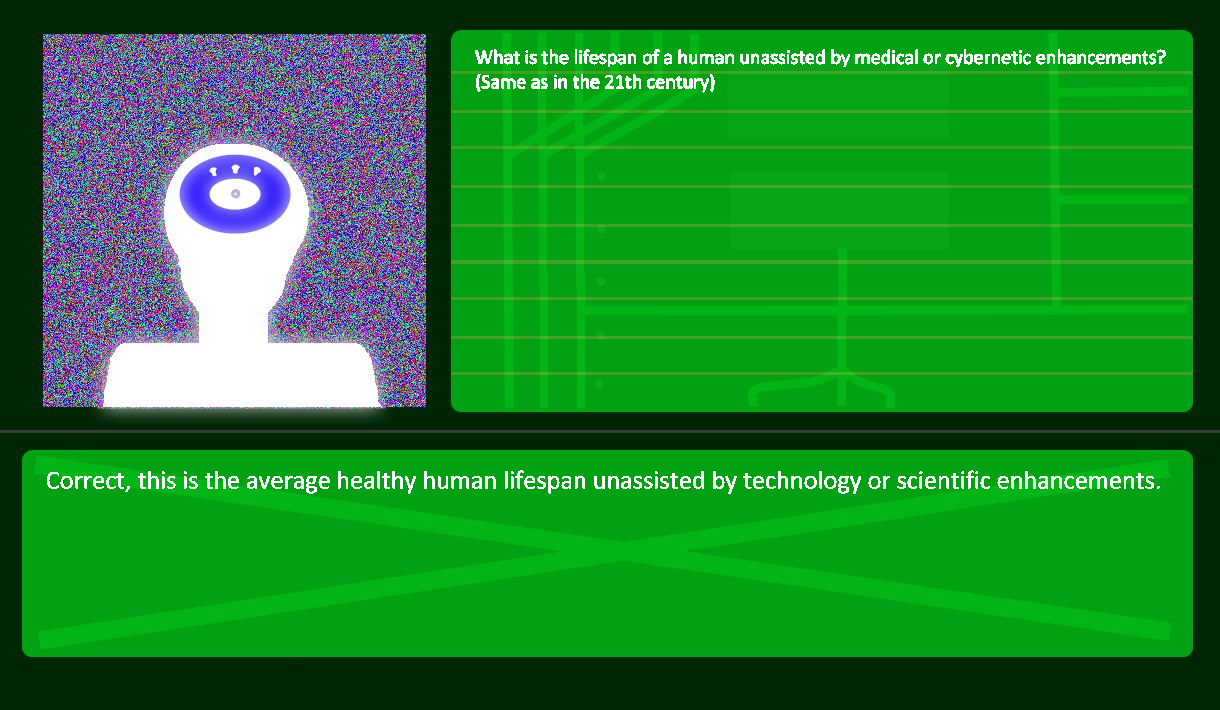 What is the lifespan of a human unassisted by medical or cybernetic enhancements?
(Same as in the 21th century)
Correct, this is the average healthy human lifespan unassisted by technology or scientific enhancements.